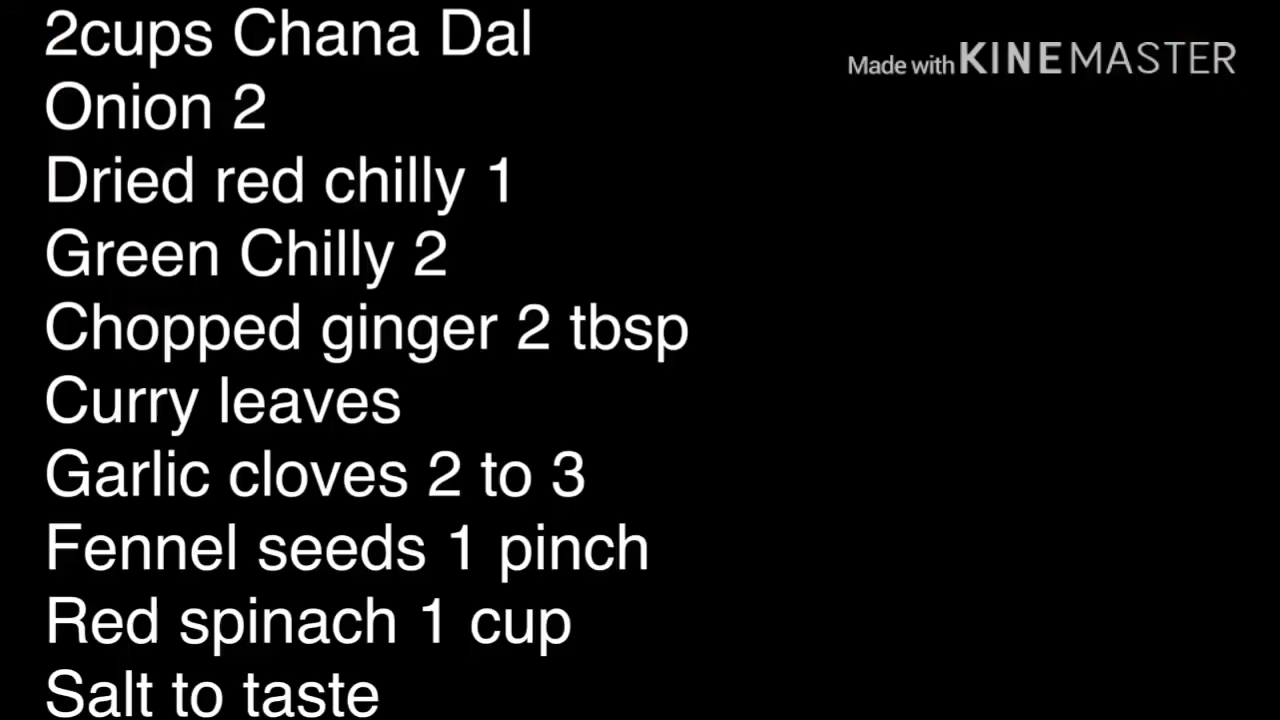 2cups Chana Dal
Made with KINEMASTER
Onion 2
Dried red chilly 1
Green Chilly 2
Chopped ginger 2 tbsp
Curry leaves
Garlic cloves 2 to 3
Fennel seeds 1 pinch
Red spinach 1 cup
Salt to taste